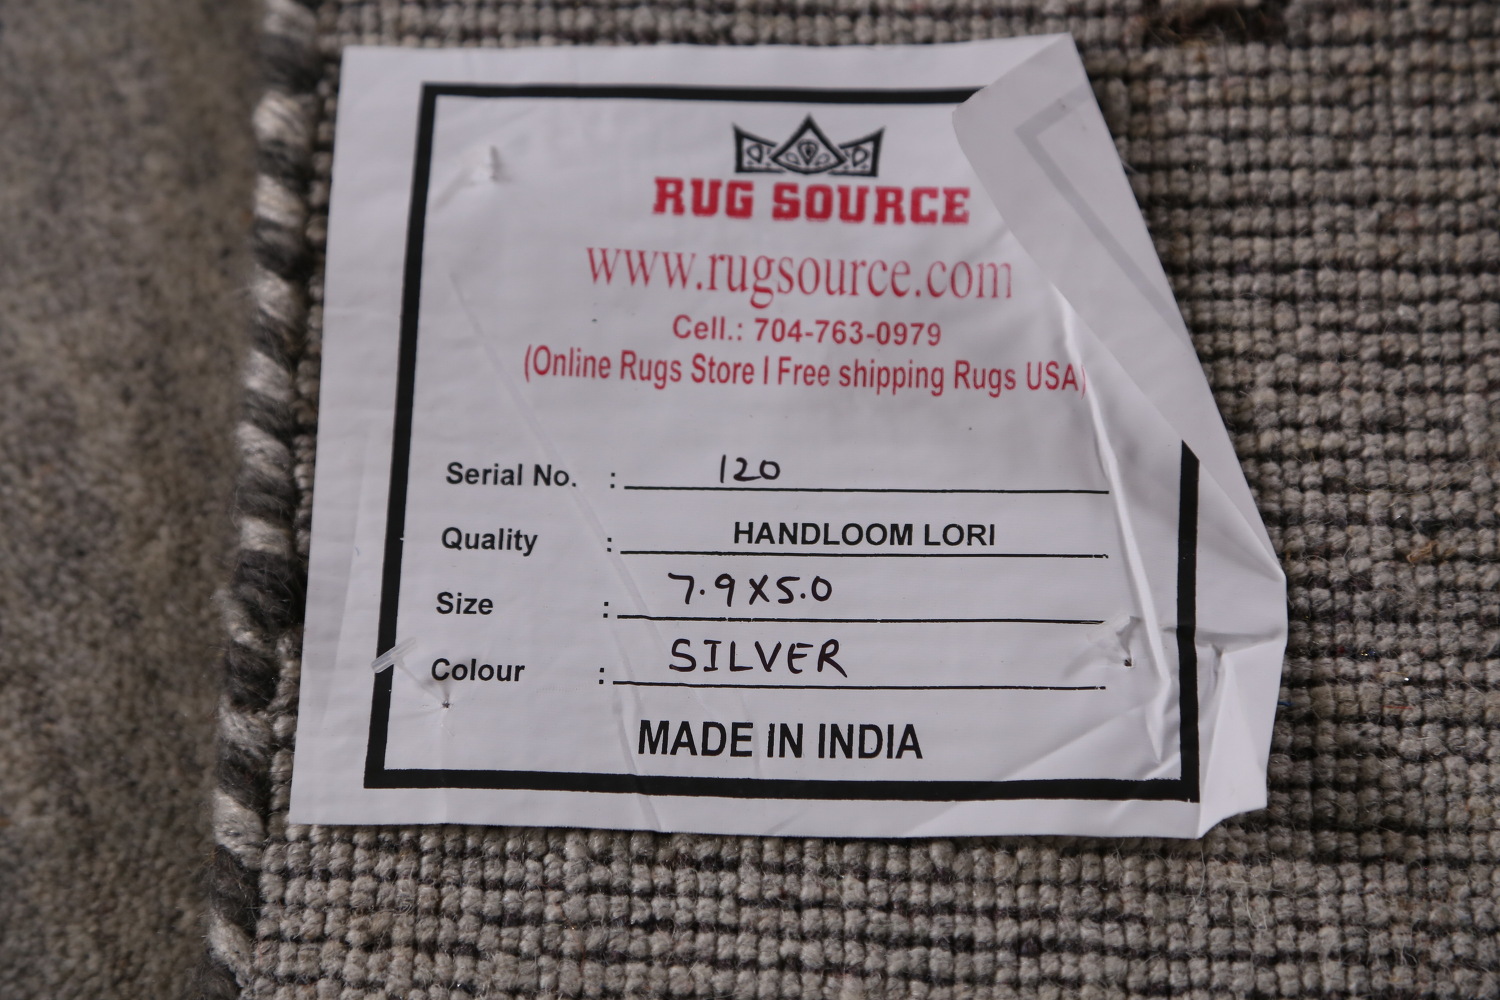 RUG SOURCE
www.rugsource.com
Cell.: 704-763-0979
(Online Rugs Store I Free shipping Rugs USA)
Serial No. : 120
Quality : HANDLOOM LORI
Size : 7.9X5.0
Colour : SILVER
MADE IN INDIA